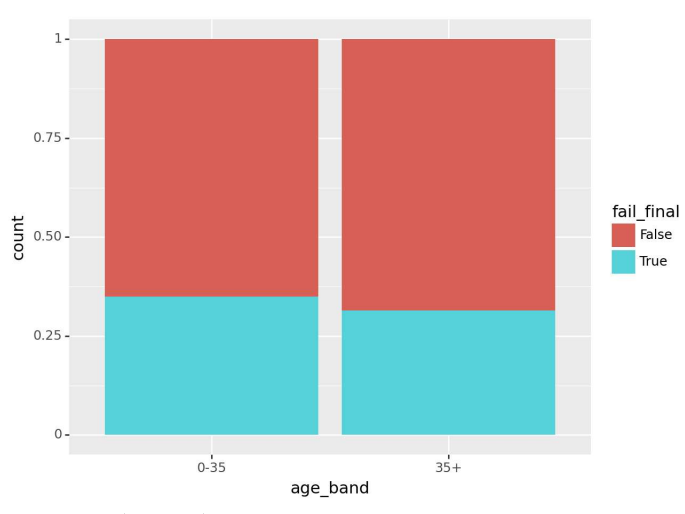 1
0.75
0.50
0.25
0
count
0-35
35+
age_band
fail_final
False
True